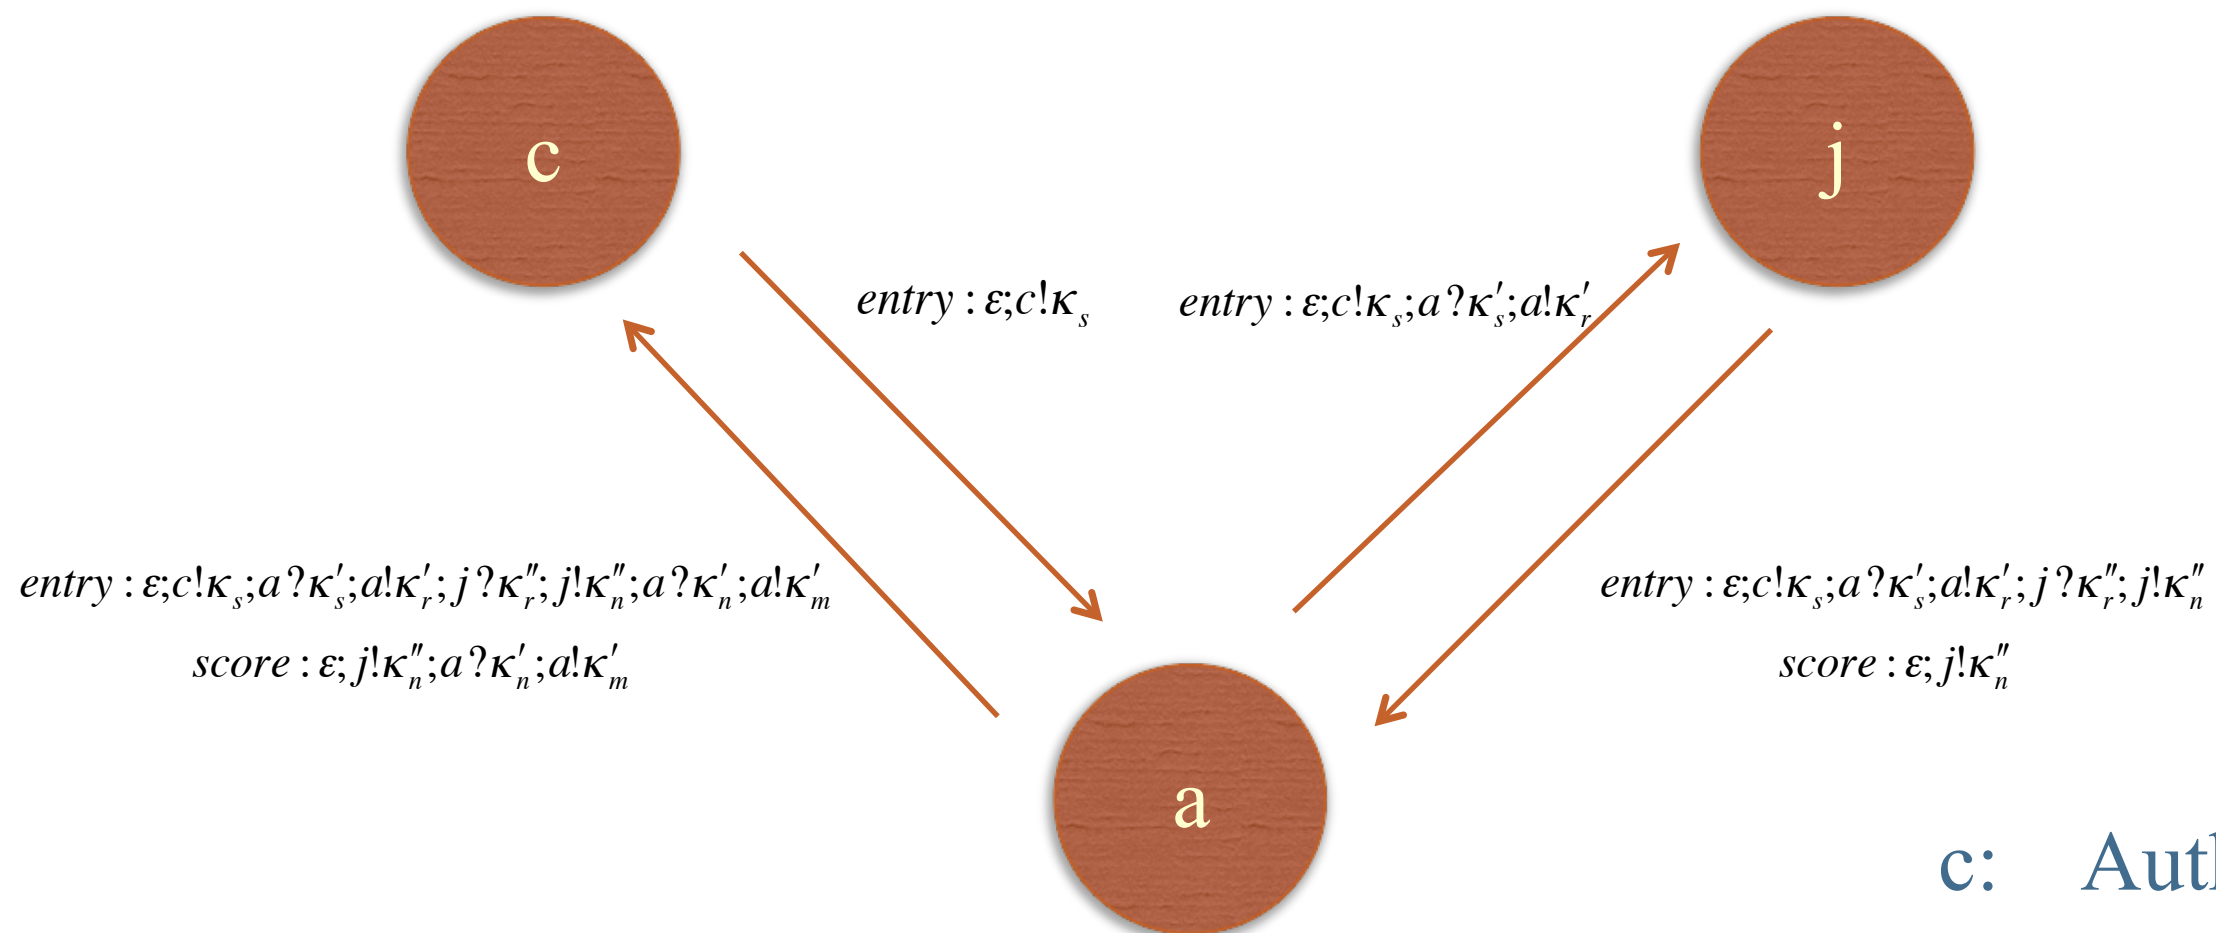 c
j
entry : ε;c!κ_s
entry : ε;c!κ_s;a?κ′_s;a!κ′_r
entry : ε;c!κ_s;a?κ′_s;a!κ′_r;j?κ″_r;j!κ″_n;a?κ′_n;a!κ′_m
score : ε;j!κ″_n;a?κ′_n;a!κ′_m
entry : ε;c!κ_s;a?κ′_s;a!κ′_r;j?κ″_r;j!κ″_n
score : ε;j!κ″_n
a
c: